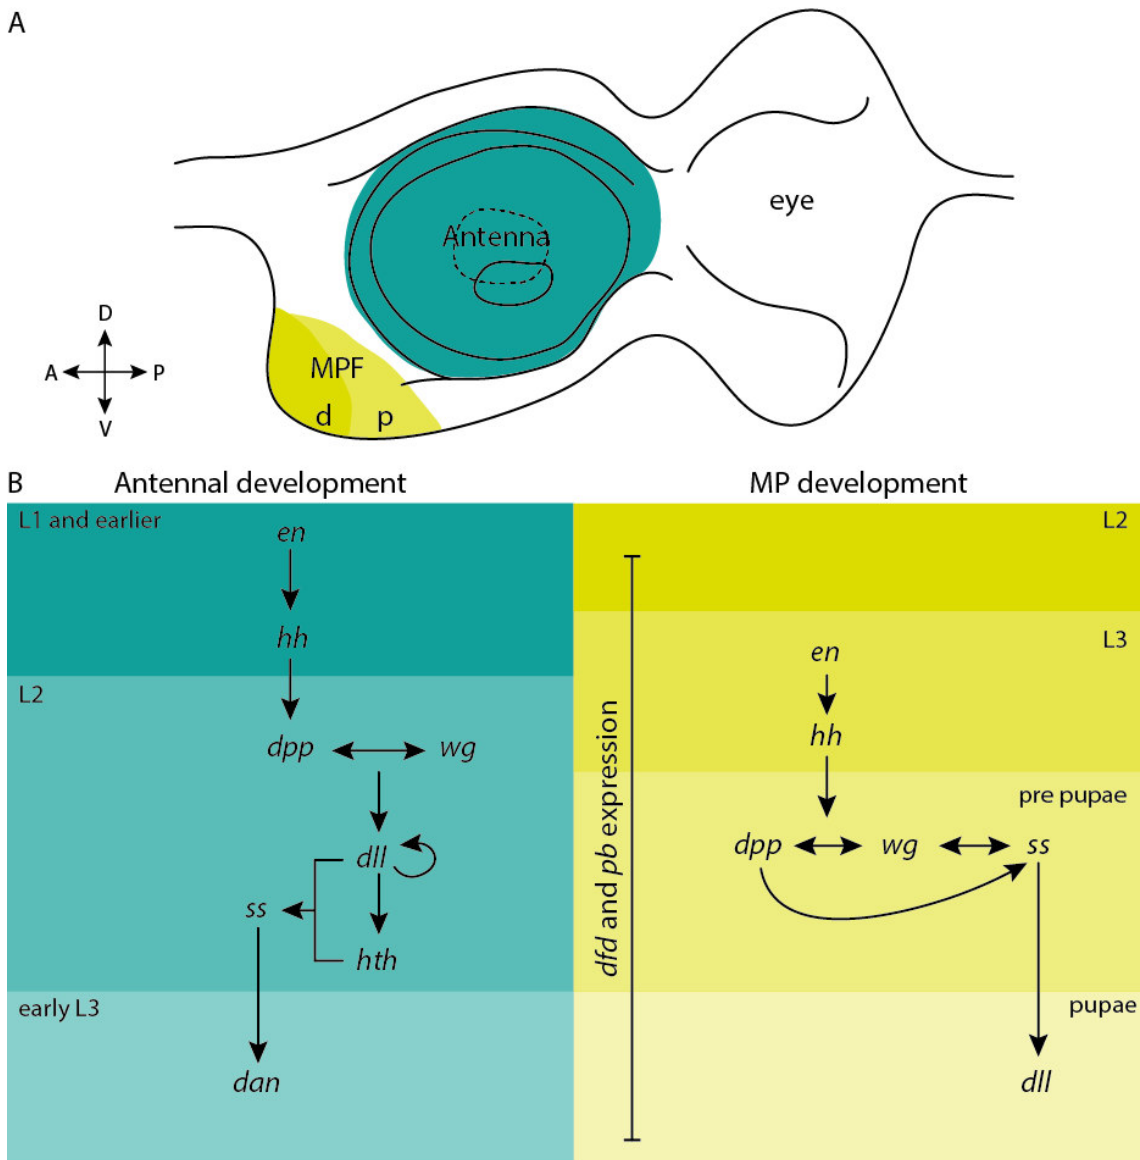 A
Antenna
eye
D
A P
V
MPF
d p
B Antennal development MP development
L1 and earlier
en
hh
L2
dpp wg
dll
ss
hth
early L3
dan
L2
L3
en
hh
pre pupae
dfd and pb expression
dpp wg ss
pupae
dll